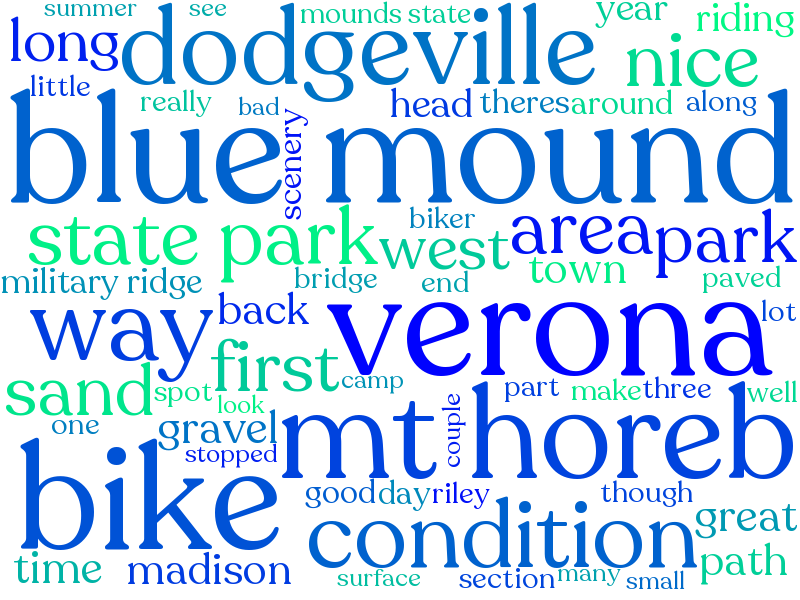 summer see mounds state year riding
long dodgeville nice
little really bad head theres around along
blue mound
scenery
state park west biker area park
military ridge bridge end town paved
way back verona lot
first camp
sand spot look part make three well
one gravel mt horeb
stopped couple
bike good day riley though
condition great
time madison surface section many small path